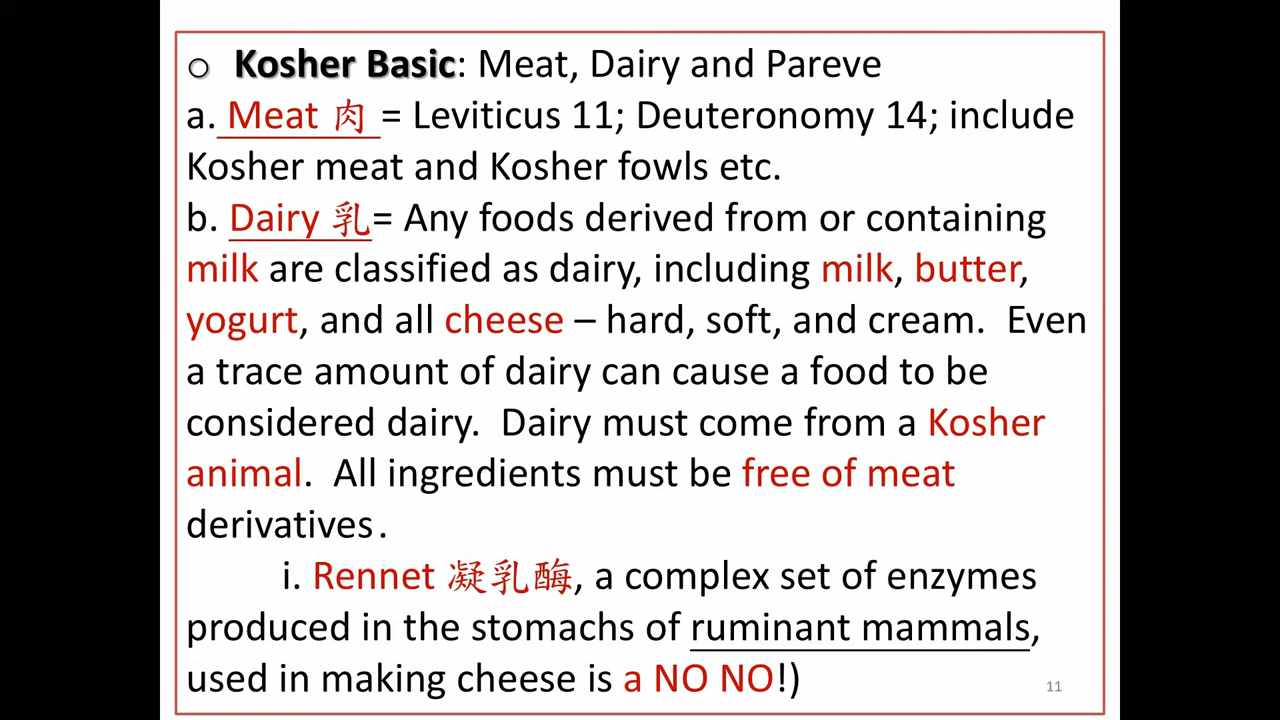 o Kosher Basic: Meat, Dairy and Pareve
a. Meat 肉 = Leviticus 11; Deuteronomy 14; include
Kosher meat and Kosher fowls etc.
b. Dairy 乳= Any foods derived from or containing
milk are classified as dairy, including milk, butter,
yogurt, and all cheese – hard, soft, and cream.  Even
a trace amount of dairy can cause a food to be
considered dairy.  Dairy must come from a Kosher
animal.  All ingredients must be free of meat
derivatives.
i. Rennet 凝乳酶, a complex set of enzymes
produced in the stomachs of ruminant mammals,
used in making cheese is a NO NO!)
11